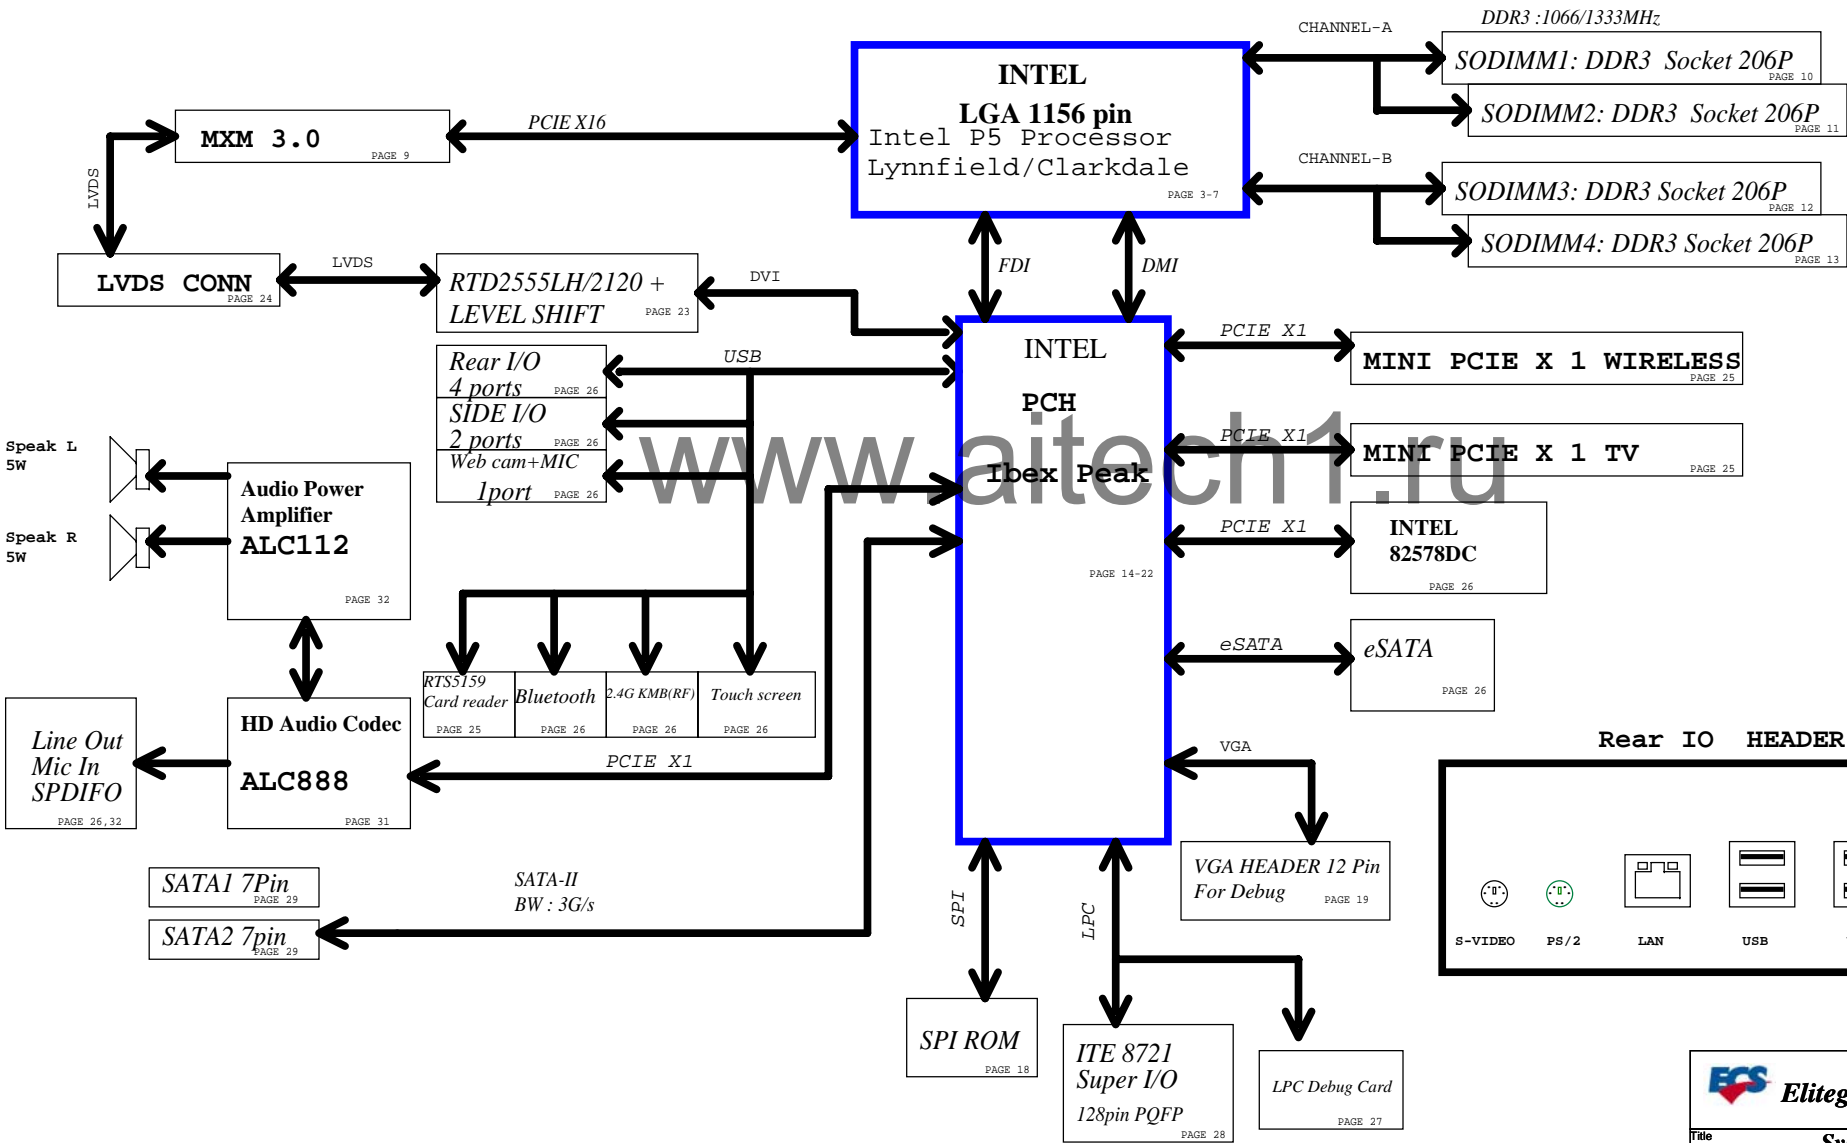 DDR3 :1066/1333MHz
CHANNEL-A
SODIMM1: DDR3 Socket 206P
PAGE 10
SODIMM2: DDR3 Socket 206P
PAGE 11
CHANNEL-B
SODIMM3: DDR3 Socket 206P
PAGE 12
SODIMM4: DDR3 Socket 206P
PAGE 13
INTEL
LGA 1156 pin
Intel P5 Processor
Lynnfield/Clarkdale
PAGE 3-7
PCIE X16
MXM 3.0
PAGE 9
LVDS
LVDS CONN
PAGE 24
LVDS
RTD2555LH/2120 +
LEVEL SHIFT
PAGE 23
DVI
FDI
DMI
INTEL
PCH
Ibex Peak
PAGE 14-22
PCIE X1
MINI PCIE X 1 WIRELESS
PAGE 25
PCIE X1
MINI PCIE X 1 TV
PAGE 25
PCIE X1
INTEL
82578DC
PAGE 26
eSATA
eSATA
PAGE 26
VGA
VGA HEADER 12 Pin
For Debug
PAGE 19
USB
Rear I/O
4 ports
PAGE 26
SIDE I/O
2 ports
PAGE 26
Web cam+MIC
1port
PAGE 26
www.aitech1.ru
Speak L
5W
Speak R
5W
Audio Power
Amplifier
ALC112
PAGE 32
RTS5159
Card reader
PAGE 25
Bluetooth
PAGE 26
2.4G KMB(RF)
PAGE 26
Touch screen
PAGE 26
Line Out
Mic In
SPDIFO
PAGE 26,32
HD Audio Codec
ALC888
PAGE 31
PCIE X1
SATA1 7Pin
PAGE 29
SATA2 7pin
PAGE 29
SATA-II
BW : 3G/s
SPI
SPI ROM
PAGE 18
LPC
ITE 8721
Super I/O
128pin PQFP
PAGE 28
LPC Debug Card
PAGE 27
Rear IO HEADER
S-VIDEO
PS/2
LAN
USB
ECS
Eliteg
Title